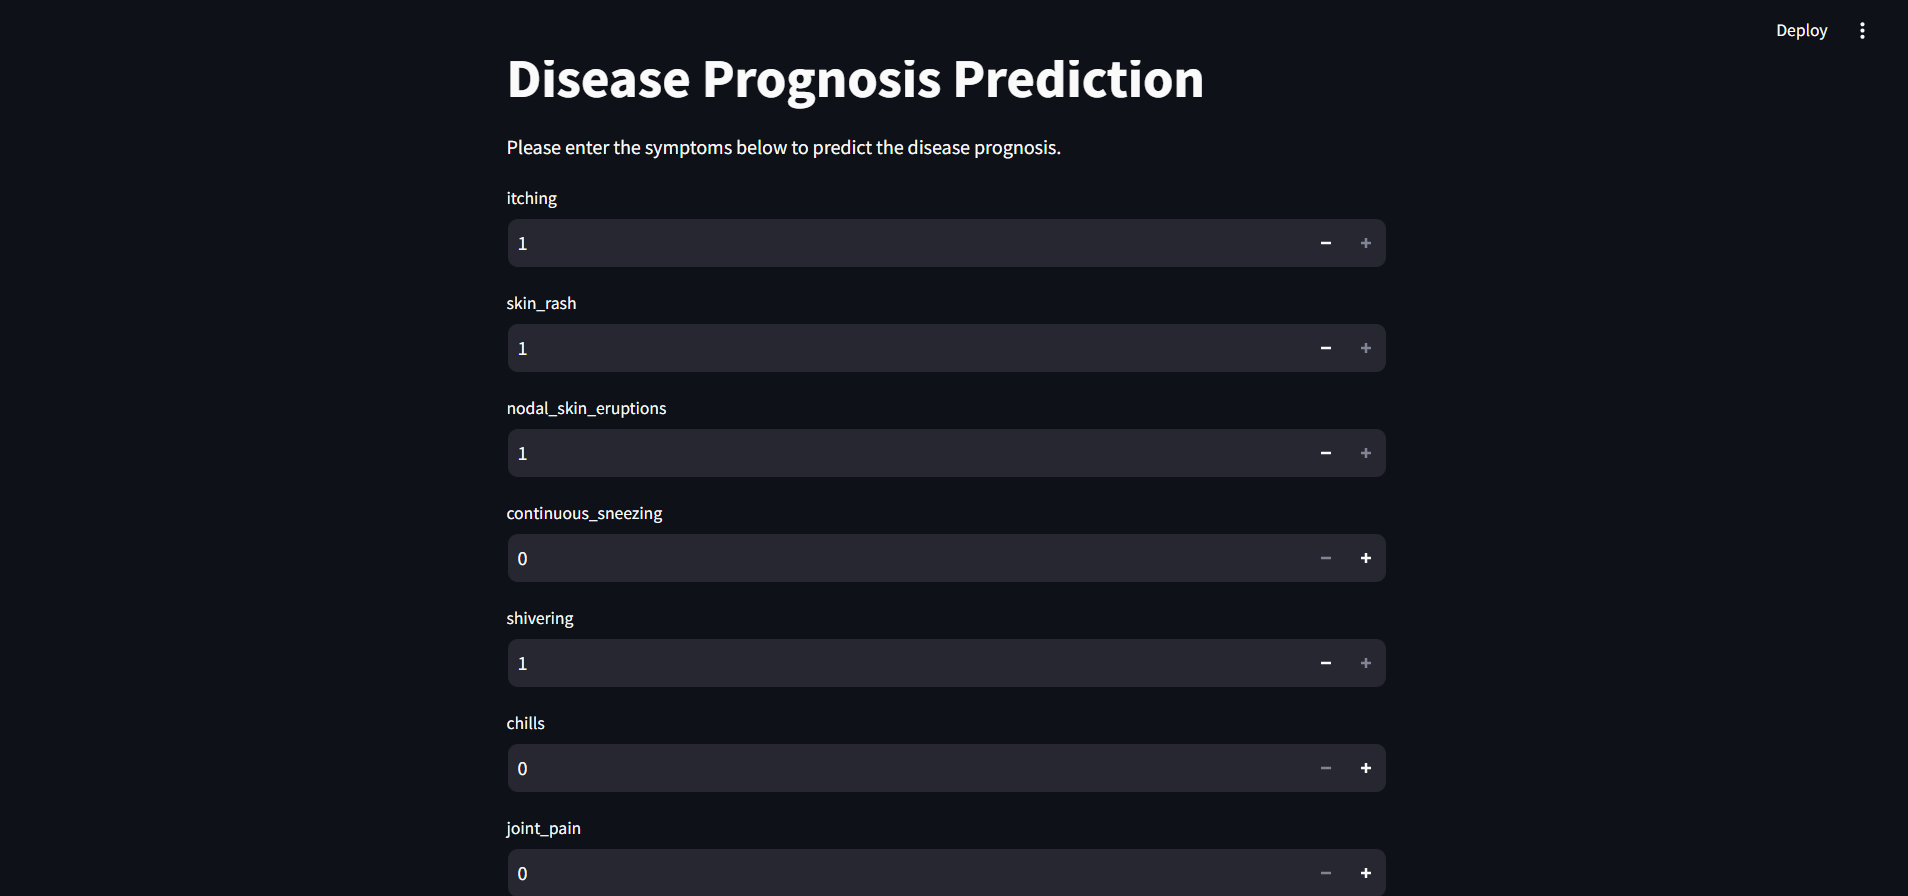 Deploy
Disease Prognosis Prediction
Please enter the symptoms below to predict the disease prognosis.
itching
1
skin_rash
1
nodal_skin_eruptions
1
continuous_sneezing
0
shivering
1
chills
0
joint_pain
0